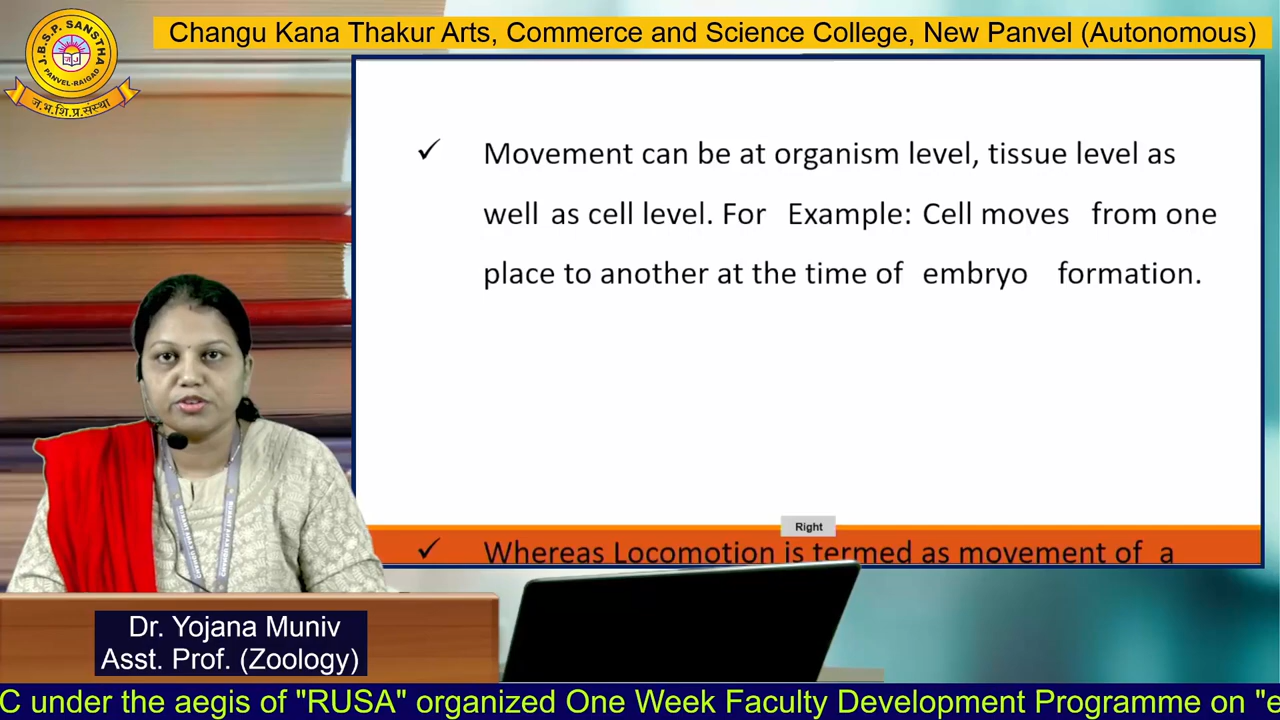 Changu Kana Thakur Arts, Commerce and Science College, New Panvel (Autonomous)
J.B.S.P. SANSTHA
PANVEL-RAIGAD
ज.भ.शि.प्र.संस्था
✓ Movement can be at organism level, tissue level as
well as cell level. For Example: Cell moves from one
place to another at the time of embryo formation.
Right
✓ Whereas Locomotion is termed as movement of a
Dr. Yojana Muniv
Asst. Prof. (Zoology)
C under the aegis of "RUSA" organized One Week Faculty Development Programme on "e